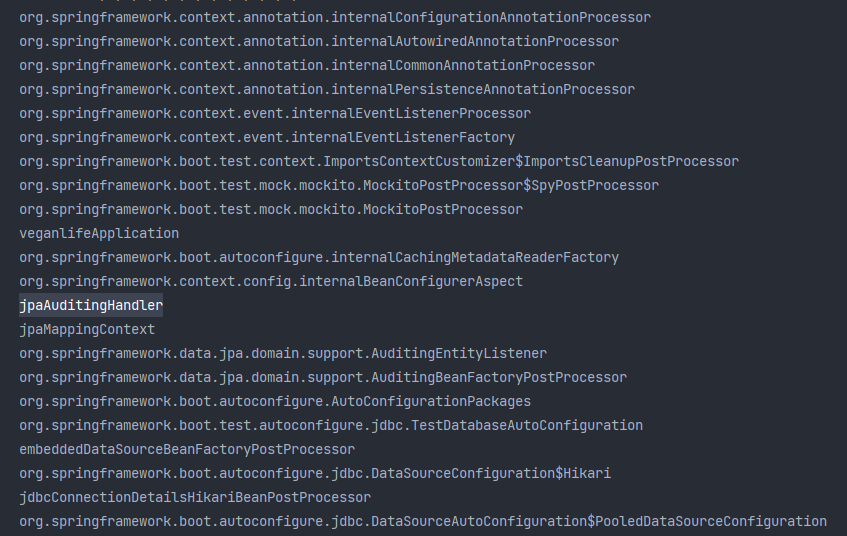 org.springframework.context.annotation.internalConfigurationAnnotationProcessor
org.springframework.context.annotation.internalAutowiredAnnotationProcessor
org.springframework.context.annotation.internalCommonAnnotationProcessor
org.springframework.context.annotation.internalPersistenceAnnotationProcessor
org.springframework.context.event.internalEventListenerProcessor
org.springframework.context.event.internalEventListenerFactory
org.springframework.boot.test.context.ImportsContextCustomizer$ImportsCleanupPostProcessor
org.springframework.boot.test.mock.mockito.MockitoPostProcessor$SpyPostProcessor
org.springframework.boot.test.mock.mockito.MockitoPostProcessor
veganlifeApplication
org.springframework.boot.autoconfigure.internalCachingMetadataReaderFactory
org.springframework.context.config.internalBeanConfigurerAspect
jpaAuditingHandler
jpaMappingContext
org.springframework.data.jpa.domain.support.AuditingEntityListener
org.springframework.data.jpa.domain.support.AuditingBeanFactoryPostProcessor
org.springframework.boot.autoconfigure.AutoConfigurationPackages
org.springframework.boot.test.autoconfigure.jdbc.TestDatabaseAutoConfiguration
embeddedDataSourceBeanFactoryPostProcessor
org.springframework.boot.autoconfigure.jdbc.DataSourceConfiguration$Hikari
jdbcConnectionDetailsHikariBeanPostProcessor
org.springframework.boot.autoconfigure.jdbc.DataSourceAutoConfiguration$PooledDataSourceConfiguration